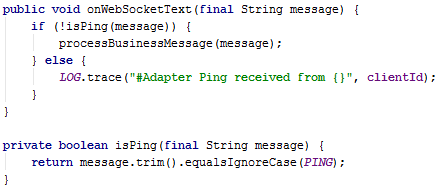 public void onWebSocketText(final String message) {
    if (!isPing(message)) {
        processBusinessMessage(message);
    } else {
        LOG.trace("#Adapter Ping received from {}", clientId);
    }
}

private boolean isPing(final String message) {
    return message.trim().equalsIgnoreCase(PING);
}